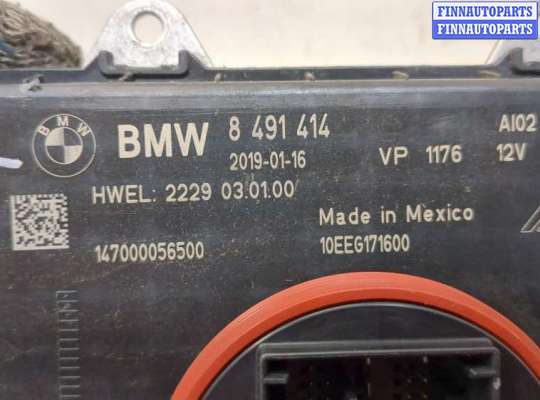 FINNAUTOPARTS
FINNAUTOPARTS
BMW
BMW 8 491 414 AI02
2019-01-16 VP 1176 12V
HWEL: 2229 03.01.00
Made in Mexico
147000056500 10EEG171600